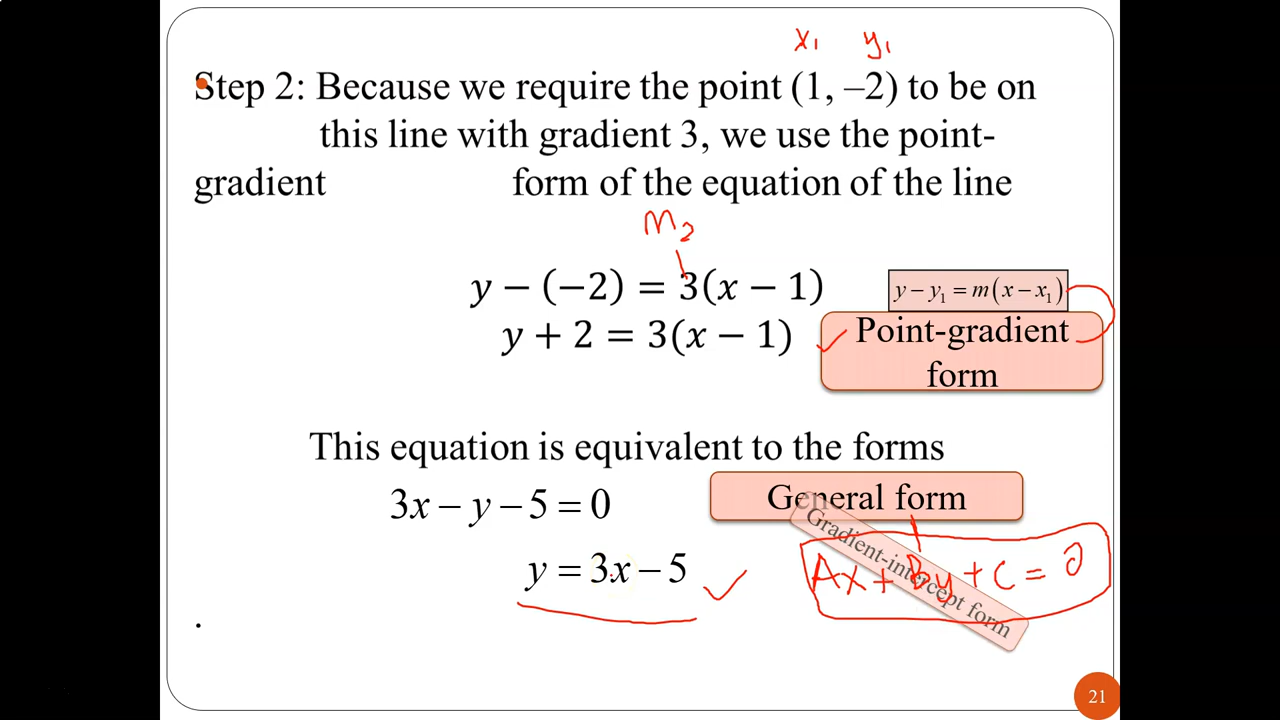 x₁ y₁
Step 2: Because we require the point (1, –2) to be on
this line with gradient 3, we use the point-
gradient form of the equation of the line
m₂
y − (−2) = 3(x − 1)
y − y₁ = m(x − x₁)
y + 2 = 3(x − 1)
Point-gradient
form
This equation is equivalent to the forms
3x − y − 5 = 0
General form
y = 3x − 5
Gradient-intercept form
Ax + By + C = 0
.
21